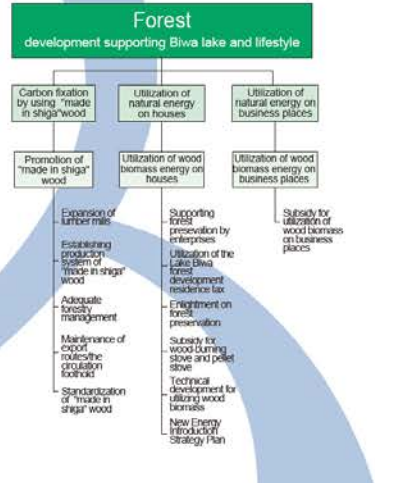 Forest
development supporting Biwa lake and lifestyle
Carbon fixation
by using "made
in shiga"wood
Utilization of
natural energy
on houses
Utilization of
natural energy on
business places
Promotion of
"made in shiga"
wood
Utilization of wood
biomass energy on
houses
Utilization of wood
biomass energy on
business places
Expansion of
lumber mills
Establishing
production
system of
"made in shiga"
wood
Adequate
forestry
management
Maintenance of
export
routes/the
circulation
foothold
Standardization
of "made in
shiga" wood
Supporting
forest
presevation by
enterprises
Utilization of the
Lake Biwa
forest
development
residence tax
Enlightment on
forest
preservation
Subsidy for
wood-burning
stove and pellet
stove
Technical
development for
utilizing wood
biomass
New Energy
Introduction
Strategy Plan
Subsidy for
utilization of
wood biomass
on business
places